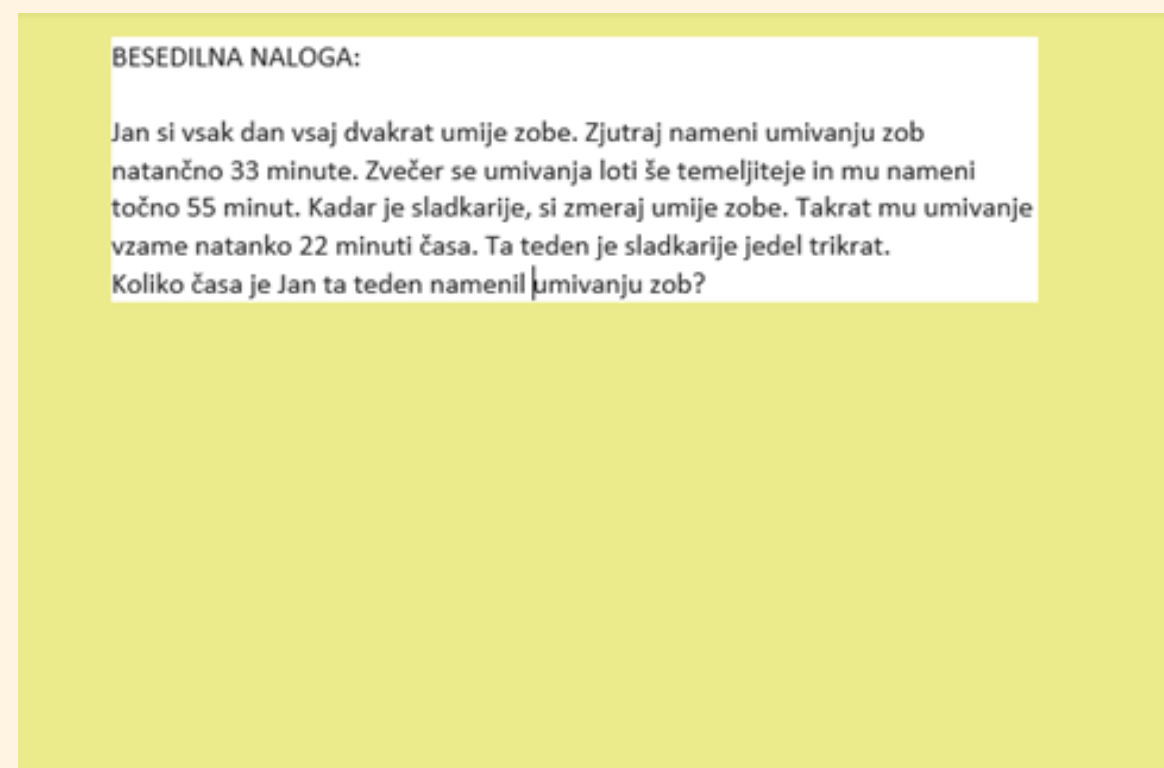 BESEDILNA NALOGA:
Jan si vsak dan vsaj dvakrat umije zobe. Zjutraj nameni umivanju zob
natančno 33 minute. Zvečer se umivanja loti še temeljiteje in mu nameni
točno 55 minut. Kadar je sladkarije, si zmeraj umije zobe. Takrat mu umivanje
vzame natanko 22 minuti časa. Ta teden je sladkarije jedel trikrat.
Koliko časa je Jan ta teden namenil umivanju zob?